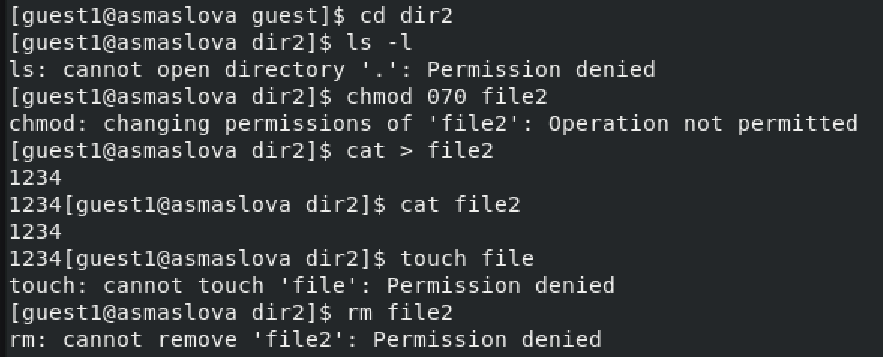 [guest1@asmaslova guest]$ cd dir2
[guest1@asmaslova dir2]$ ls -l
ls: cannot open directory '.': Permission denied
[guest1@asmaslova dir2]$ chmod 070 file2
chmod: changing permissions of 'file2': Operation not permitted
[guest1@asmaslova dir2]$ cat > file2
1234
1234[guest1@asmaslova dir2]$ cat file2
1234
1234[guest1@asmaslova dir2]$ touch file
touch: cannot touch 'file': Permission denied
[guest1@asmaslova dir2]$ rm file2
rm: cannot remove 'file2': Permission denied